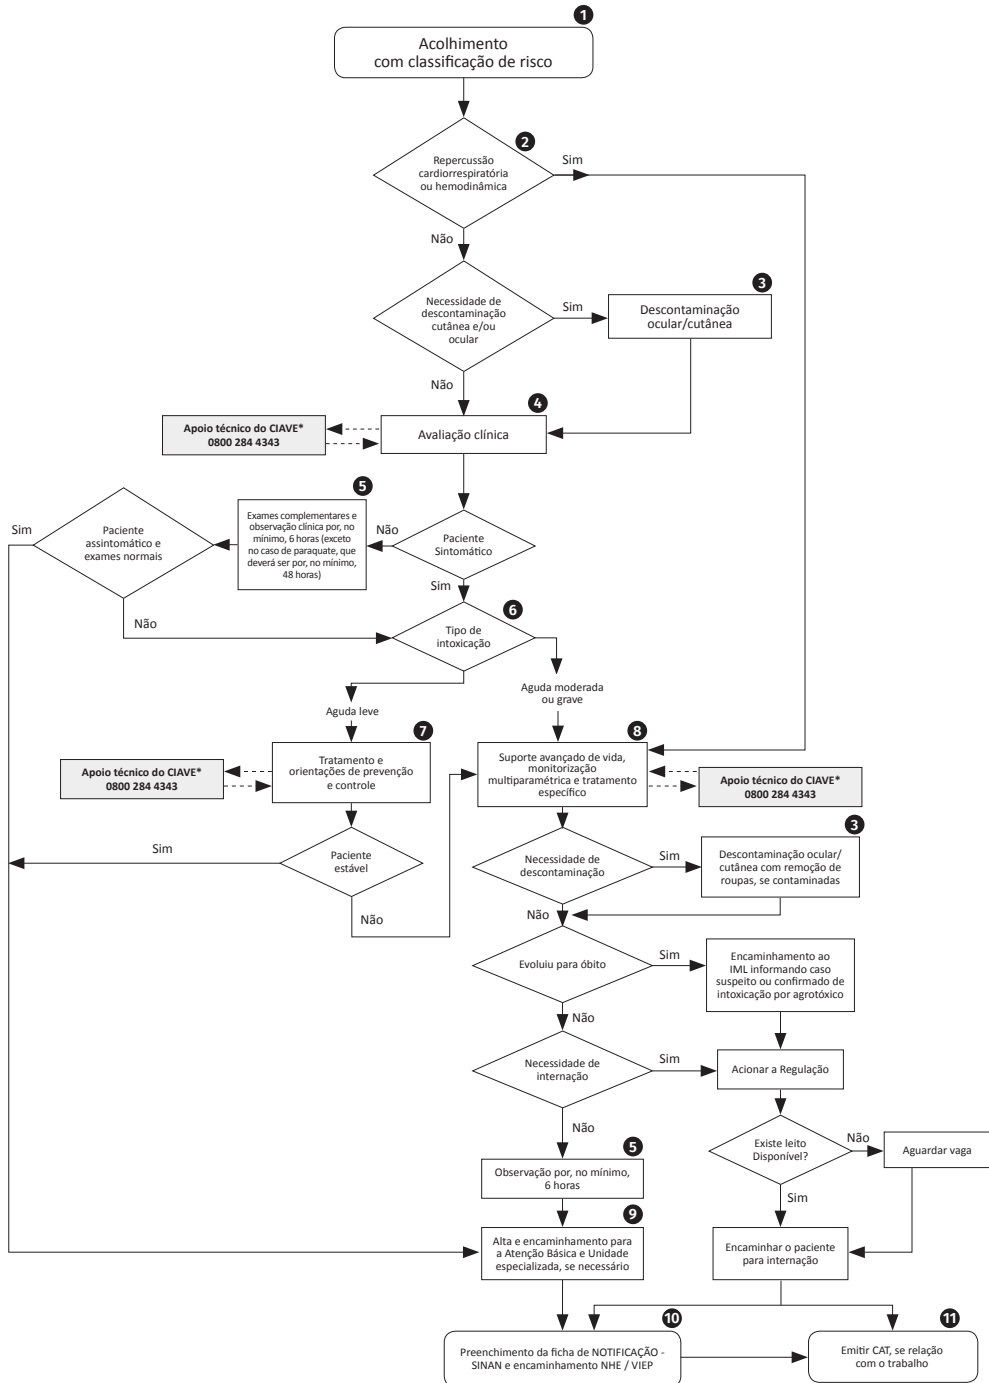 1
Acolhimento
com classificação de risco
2
Repercussão
cardiorrespiratória
ou hemodinâmica
Sim
Não
Necessidade de
descontaminação
cutânea e/ou
ocular
Sim
3
Descontaminação
ocular/cutânea
Não
4
Avaliação clínica
Apoio técnico do CIAVE*
0800 284 4343
Paciente
Sintomático
Não
Sim
5
Exames complementares e
observação clínica por, no
mínimo, 6 horas (exceto
no caso de paraquate, que
deverá ser por, no mínimo,
48 horas)
Paciente
assintomático e
exames normais
Sim
Não
6
Tipo de
intoxicação
Aguda leve
Aguda moderada
ou grave
7
Tratamento e
orientações de prevenção
e controle
Apoio técnico do CIAVE*
0800 284 4343
Paciente
estável
Sim
Não
8
Suporte avançado de vida,
monitorização
multiparamétrica e tratamento
específico
Apoio técnico do CIAVE*
0800 284 4343
Necessidade de
descontaminação
Sim
3
Descontaminação ocular/
cutânea com remoção de
roupas, se contaminadas
Não
Evoluiu para óbito
Sim
Encaminhamento ao
IML informando caso
suspeito ou confirmado de
intoxicação por agrotóxico
Não
Necessidade de
internação
Sim
Acionar a Regulação
Não
Existe leito
Disponível?
Não
Aguardar vaga
Sim
5
Observação por, no mínimo,
6 horas
9
Alta e encaminhamento para
a Atenção Básica e Unidade
especializada, se necessário
Encaminhar o paciente
para internação
10
Preenchimento da ficha de NOTIFICAÇÃO -
SINAN e encaminhamento NHE / VIEP
11
Emitir CAT, se relação
com o trabalho